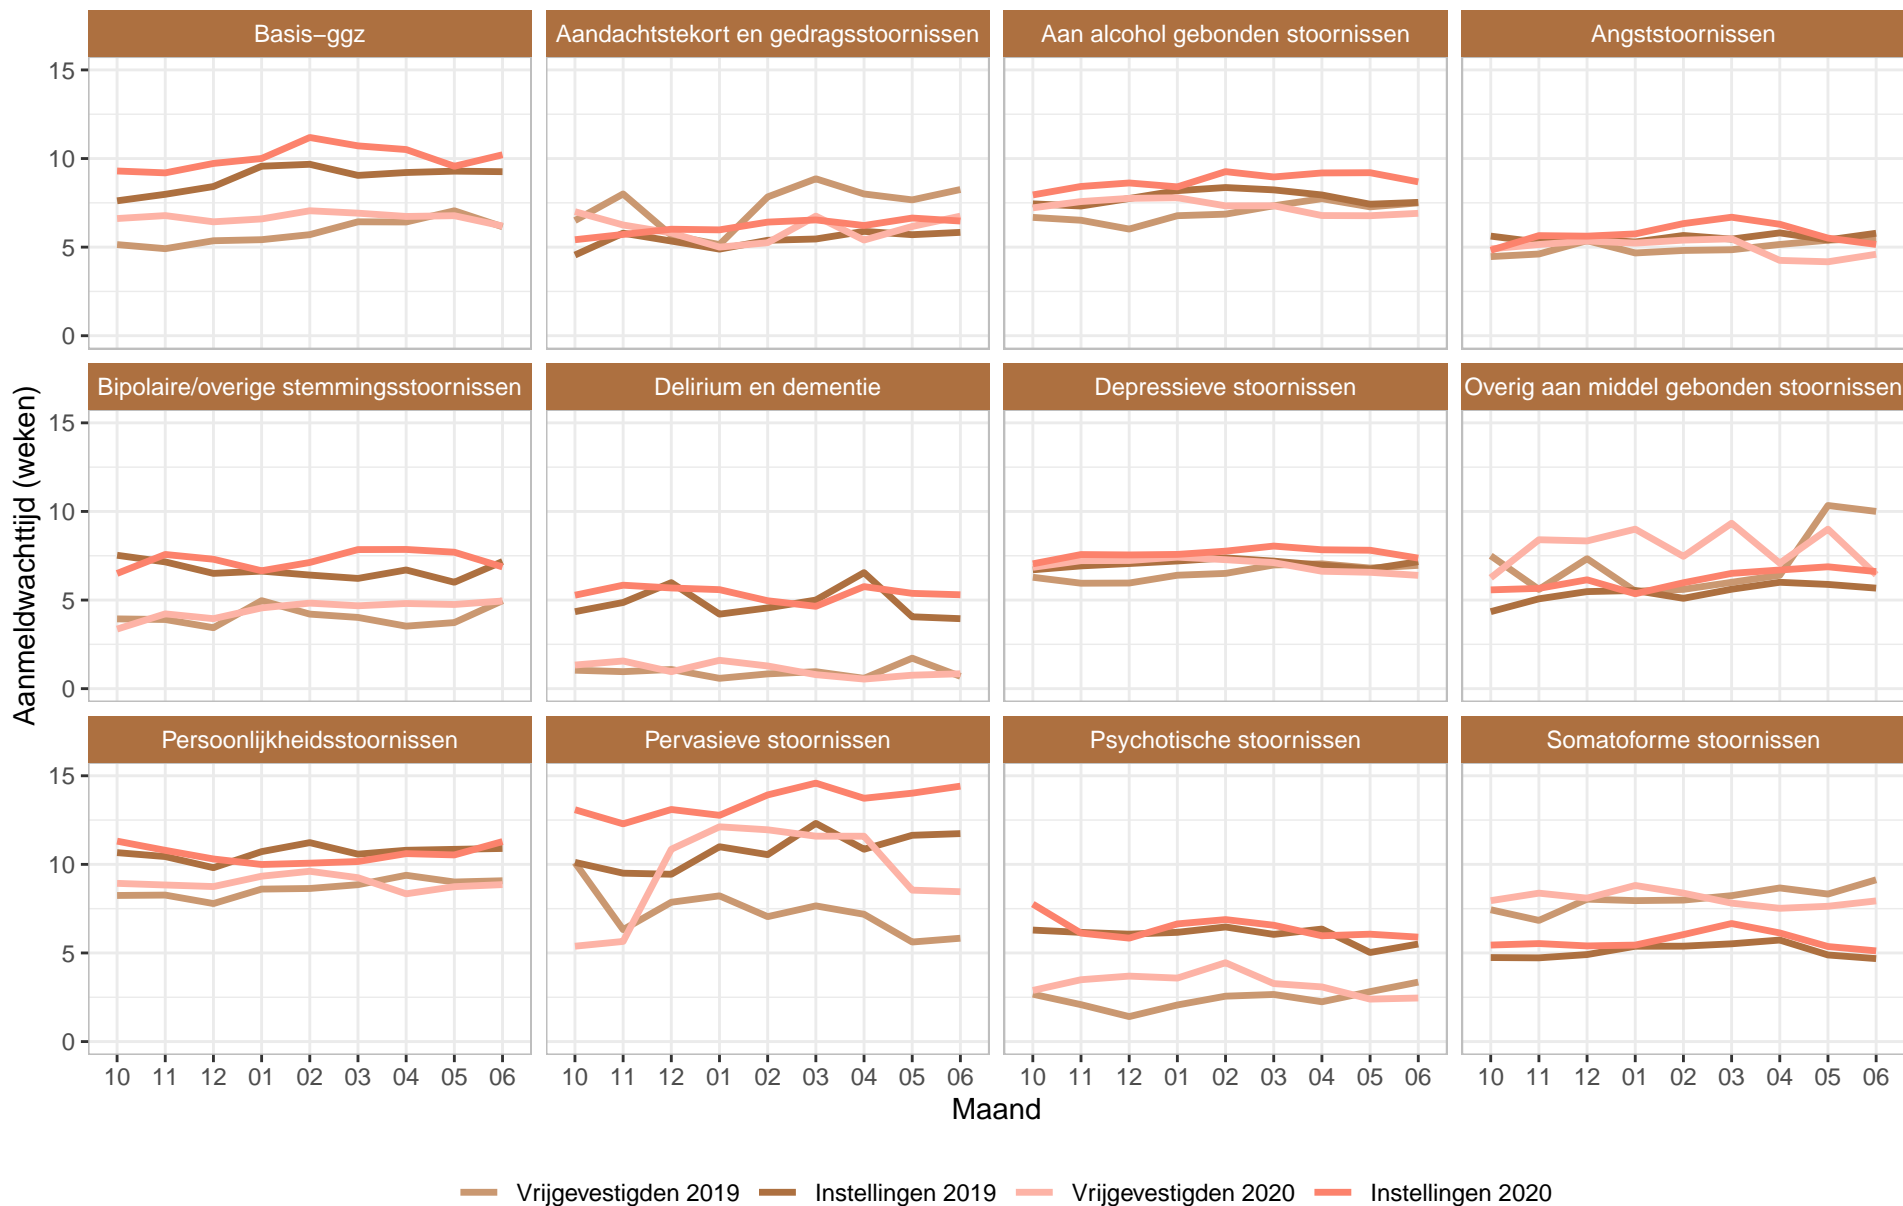 Basis−ggz
Aandachtstekort en gedragsstoornissen
Aan alcohol gebonden stoornissen
Angststoornissen
15
10
5
0
Bipolaire/overige stemmingsstoornissen
Delirium en dementie
Depressieve stoornissen
Overig aan middel gebonden stoornissen
15
10
5
0
Aanmeldwachttijd (weken)
Persoonlijkheidsstoornissen
Pervasieve stoornissen
Psychotische stoornissen
Somatoforme stoornissen
15
10
5
0
10 11 12 01 02 03 04 05 06
10 11 12 01 02 03 04 05 06
10 11 12 01 02 03 04 05 06
10 11 12 01 02 03 04 05 06
Maand
Vrijgevestigden 2019
Instellingen 2019
Vrijgevestigden 2020
Instellingen 2020